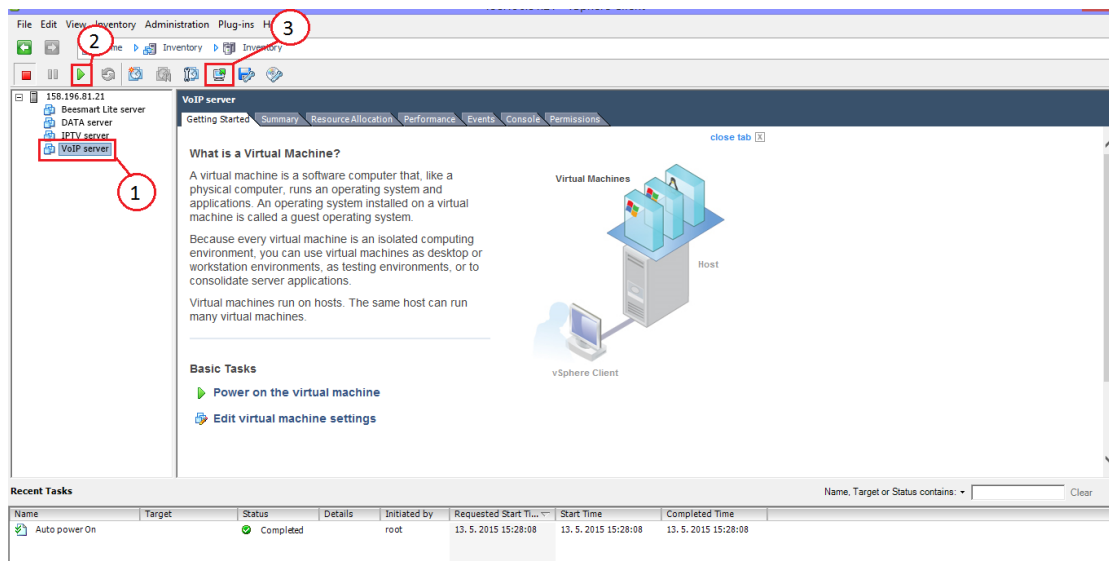 File Edit View Inventory Administration Plug-ins
3
2
Inventory Inventory
158.196.81.21
Beesmart Lite server
DATA server
IPTV server
VoIP server
1
VoIP server
Getting Started Summary Resource Allocation Performance Events Console Permissions
close tab X
What is a Virtual Machine?
A virtual machine is a software computer that, like a
physical computer, runs an operating system and
applications. An operating system installed on a virtual
machine is called a guest operating system.
Because every virtual machine is an isolated computing
environment, you can use virtual machines as desktop or
workstation environments, as testing environments, or to
consolidate server applications.
Virtual machines run on hosts. The same host can run
many virtual machines.
Virtual Machines
Host
vSphere Client
Basic Tasks
Power on the virtual machine
Edit virtual machine settings
Recent Tasks
Name, Target or Status contains:
Clear
Name Target Status Details Initiated by Requested Start Ti... Start Time Completed Time
Auto power On Completed root 13. 5. 2015 15:28:08 13. 5. 2015 15:28:08 13. 5. 2015 15:28:08